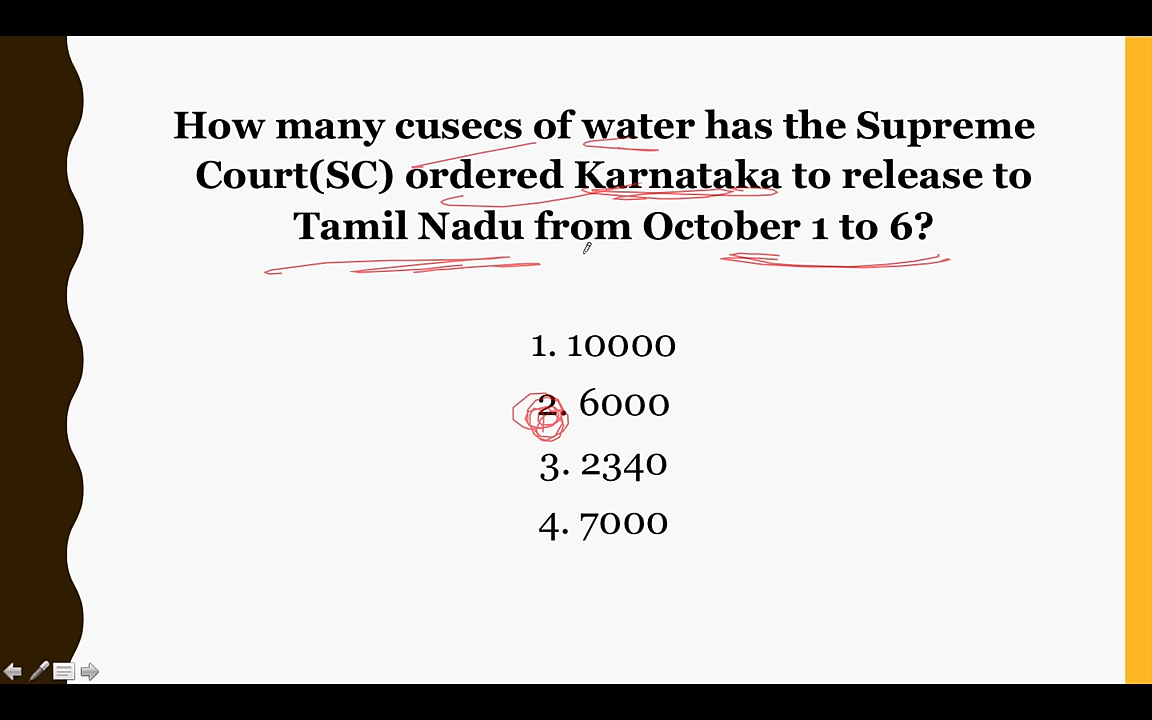 How many cusecs of water has the Supreme
Court(SC) ordered Karnataka to release to
Tamil Nadu from October 1 to 6?
1. 10000
2. 6000
3. 2340
4. 7000